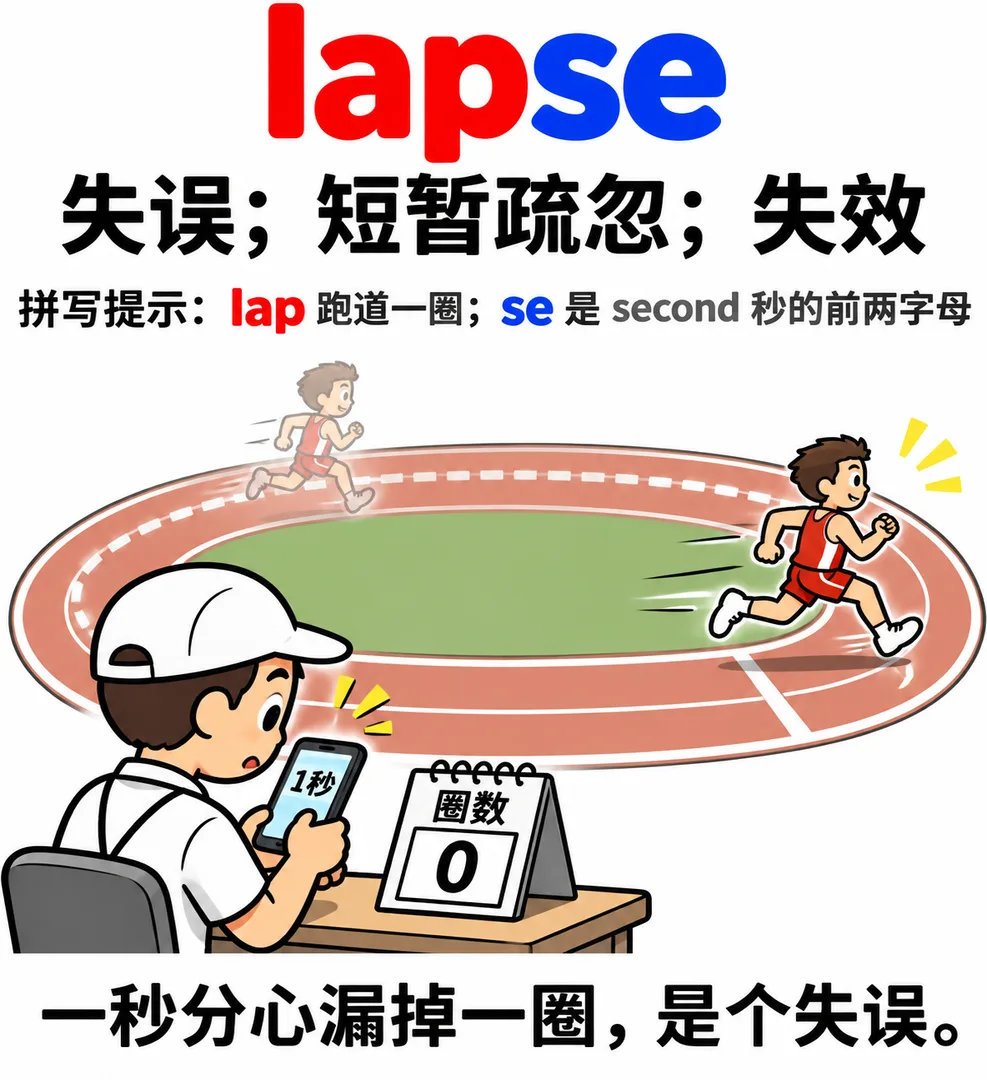 lapse
失误；短暂疏忽；失效
拼写提示：lap 跑道一圈；se 是 second 秒的前两字母
1秒
圈数
0
一秒分心漏掉一圈，是个失误。